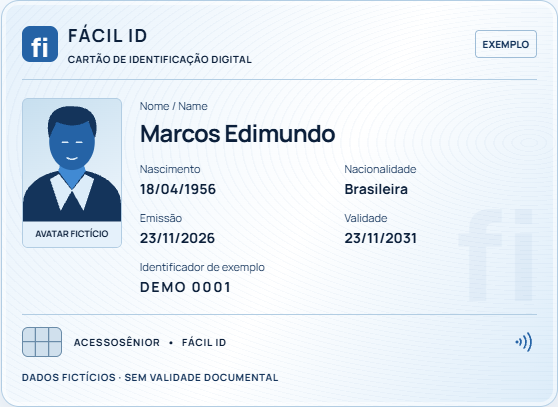 fi
FÁCIL ID
CARTÃO DE IDENTIFICAÇÃO DIGITAL
EXEMPLO
Nome / Name
Marcos Edimundo
Nascimento
18/04/1956
Nacionalidade
Brasileira
Emissão
23/11/2026
Validade
23/11/2031
Identificador de exemplo
DEMO 0001
AVATAR FICTÍCIO
fi
ACESSOSÊNIOR • FÁCIL ID
DADOS FICTÍCIOS · SEM VALIDADE DOCUMENTAL